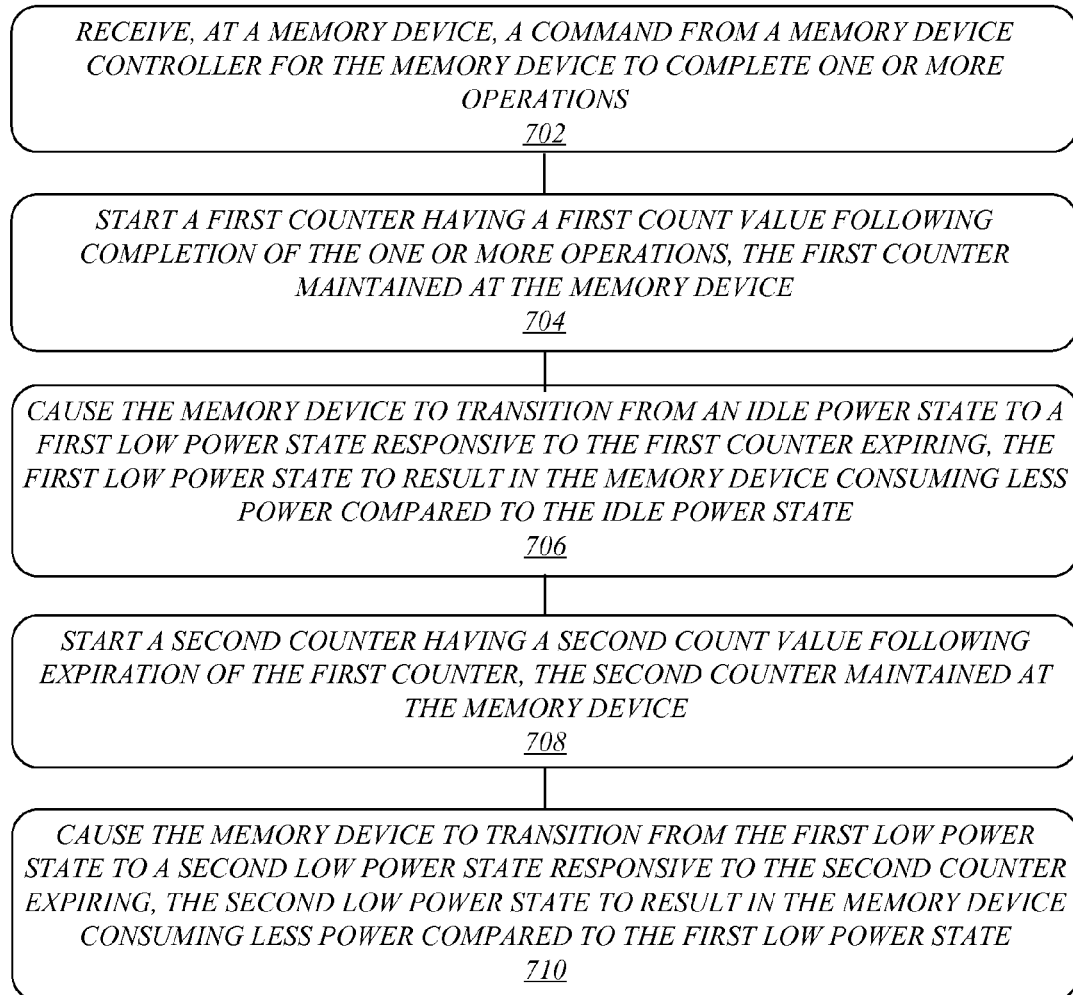 RECEIVE, AT A MEMORY DEVICE, A COMMAND FROM A MEMORY DEVICE
CONTROLLER FOR THE MEMORY DEVICE TO COMPLETE ONE OR MORE
OPERATIONS
702
START A FIRST COUNTER HAVING A FIRST COUNT VALUE FOLLOWING
COMPLETION OF THE ONE OR MORE OPERATIONS, THE FIRST COUNTER
MAINTAINED AT THE MEMORY DEVICE
704
CAUSE THE MEMORY DEVICE TO TRANSITION FROM AN IDLE POWER STATE TO A
FIRST LOW POWER STATE RESPONSIVE TO THE FIRST COUNTER EXPIRING, THE
FIRST LOW POWER STATE TO RESULT IN THE MEMORY DEVICE CONSUMING LESS
POWER COMPARED TO THE IDLE POWER STATE
706
START A SECOND COUNTER HAVING A SECOND COUNT VALUE FOLLOWING
EXPIRATION OF THE FIRST COUNTER, THE SECOND COUNTER MAINTAINED AT
THE MEMORY DEVICE
708
CAUSE THE MEMORY DEVICE TO TRANSITION FROM THE FIRST LOW POWER
STATE TO A SECOND LOW POWER STATE RESPONSIVE TO THE SECOND COUNTER
EXPIRING, THE SECOND LOW POWER STATE TO RESULT IN THE MEMORY DEVICE
CONSUMING LESS POWER COMPARED TO THE FIRST LOW POWER STATE
710